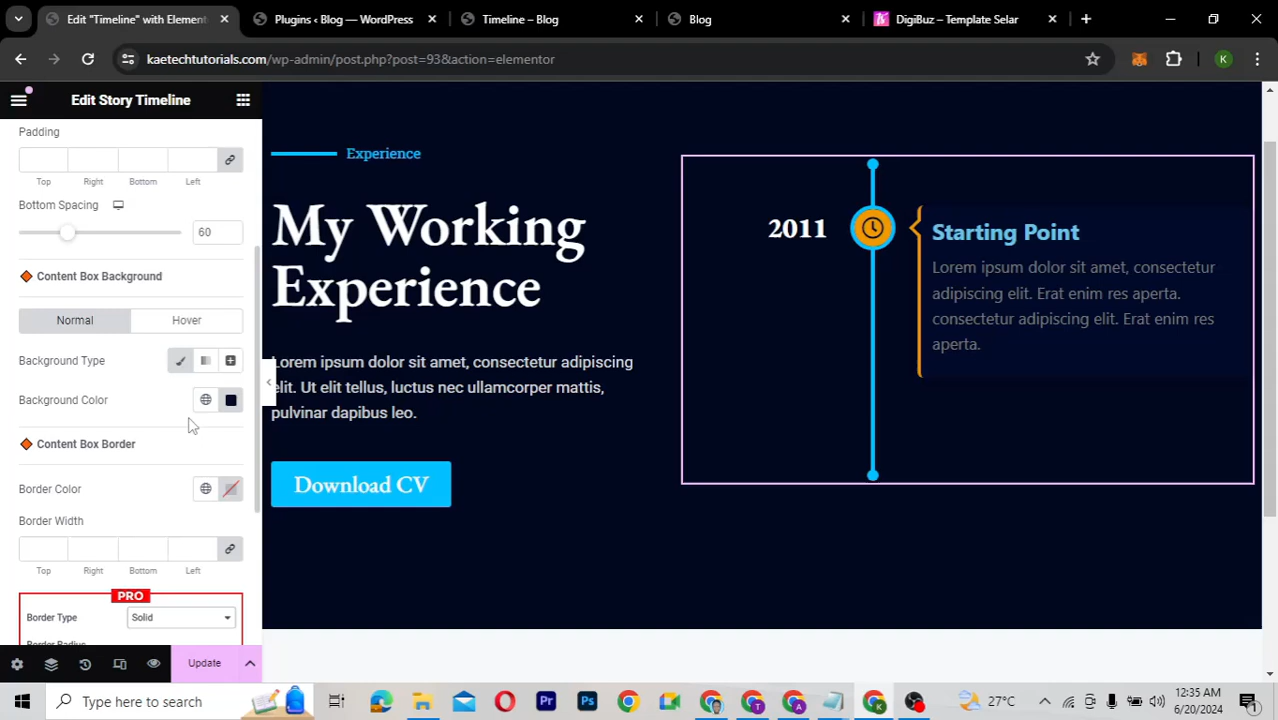 Edit "Timeline" with Element
Plugins ‹ Blog — WordPress
Timeline – Blog
Blog
DigiBuz – Template Selar
kaetechtutorials.com/wp-admin/post.php?post=93&action=elementor
K
Edit Story Timeline
Padding
Top Right Bottom Left
Bottom Spacing
60
Content Box Background
Normal Hover
Background Type
Background Color
Content Box Border
Border Color
Border Width
Top Right Bottom Left
PRO
Border Type Solid
Border Radius
Update
Experience
My Working
Experience
Lorem ipsum dolor sit amet, consectetur adipiscing
elit. Ut elit tellus, luctus nec ullamcorper mattis,
pulvinar dapibus leo.
Download CV
2011
Starting Point
Lorem ipsum dolor sit amet, consectetur
adipiscing elit. Erat enim res aperta.
consectetur adipiscing elit. Erat enim res
aperta.
Type here to search
Pr
Ps
T
A
K
27°C
12:35 AM
6/20/2024
1